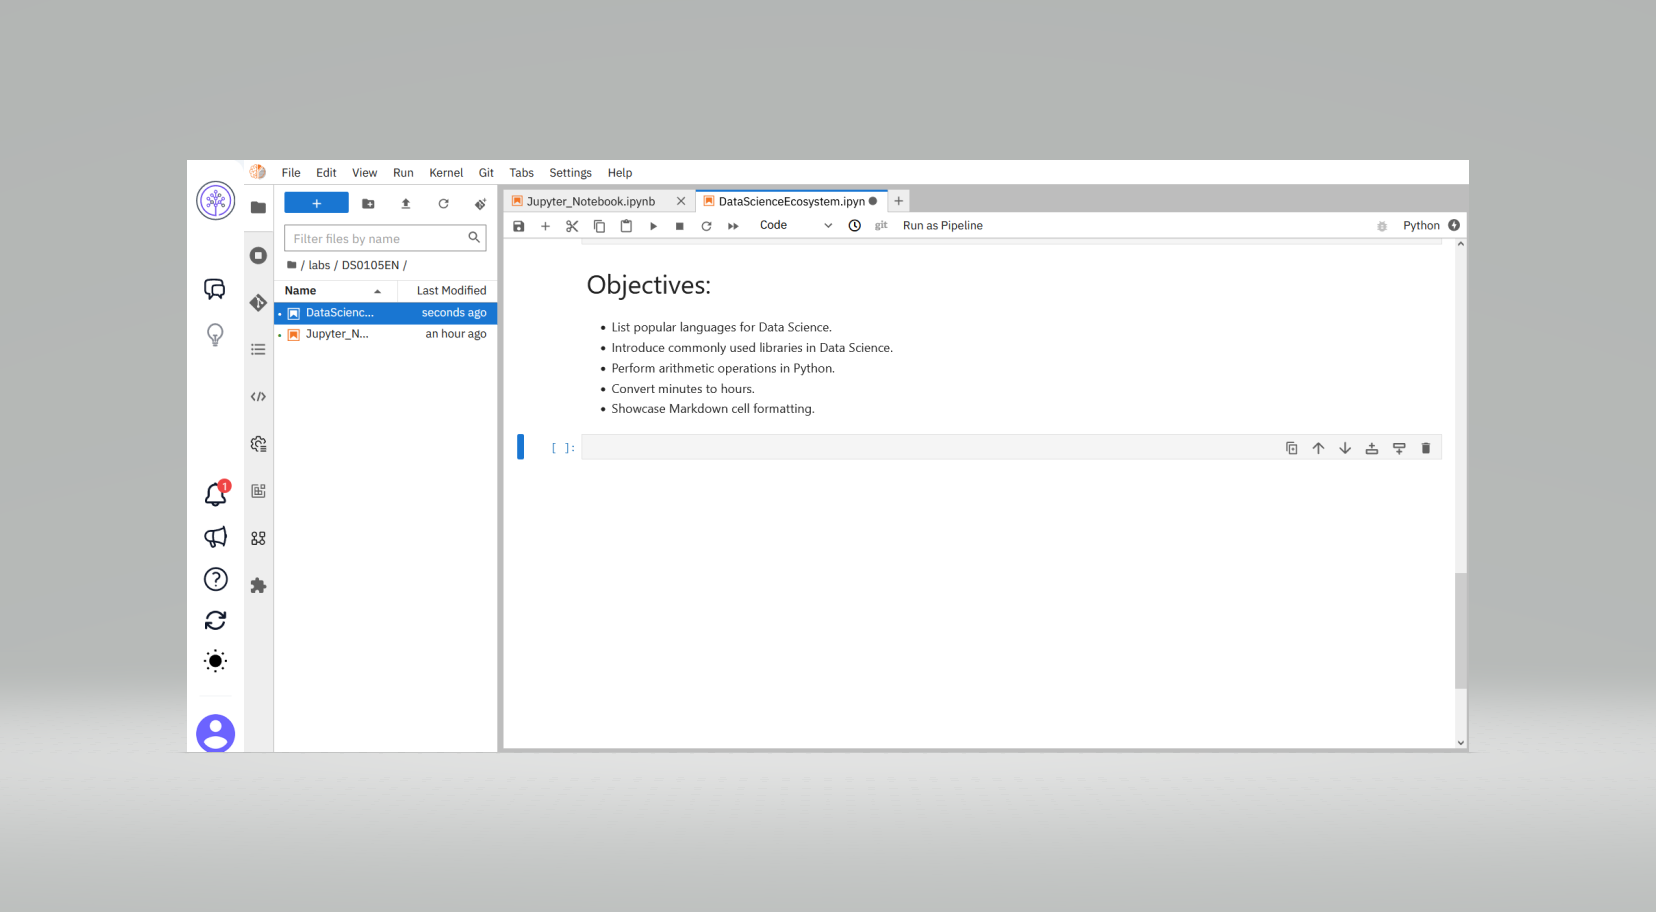 File Edit View Run Kernel Git Tabs Settings Help
+
Filter files by name
/ labs / DS0105EN /
Name Last Modified
DataScienc... seconds ago
Jupyter_N... an hour ago
Jupyter_Notebook.ipynb
DataScienceEcosystem.ipyn
Code
git
Run as Pipeline
Python
Objectives:
• List popular languages for Data Science.
• Introduce commonly used libraries in Data Science.
• Perform arithmetic operations in Python.
• Convert minutes to hours.
• Showcase Markdown cell formatting.
[ ]:
1